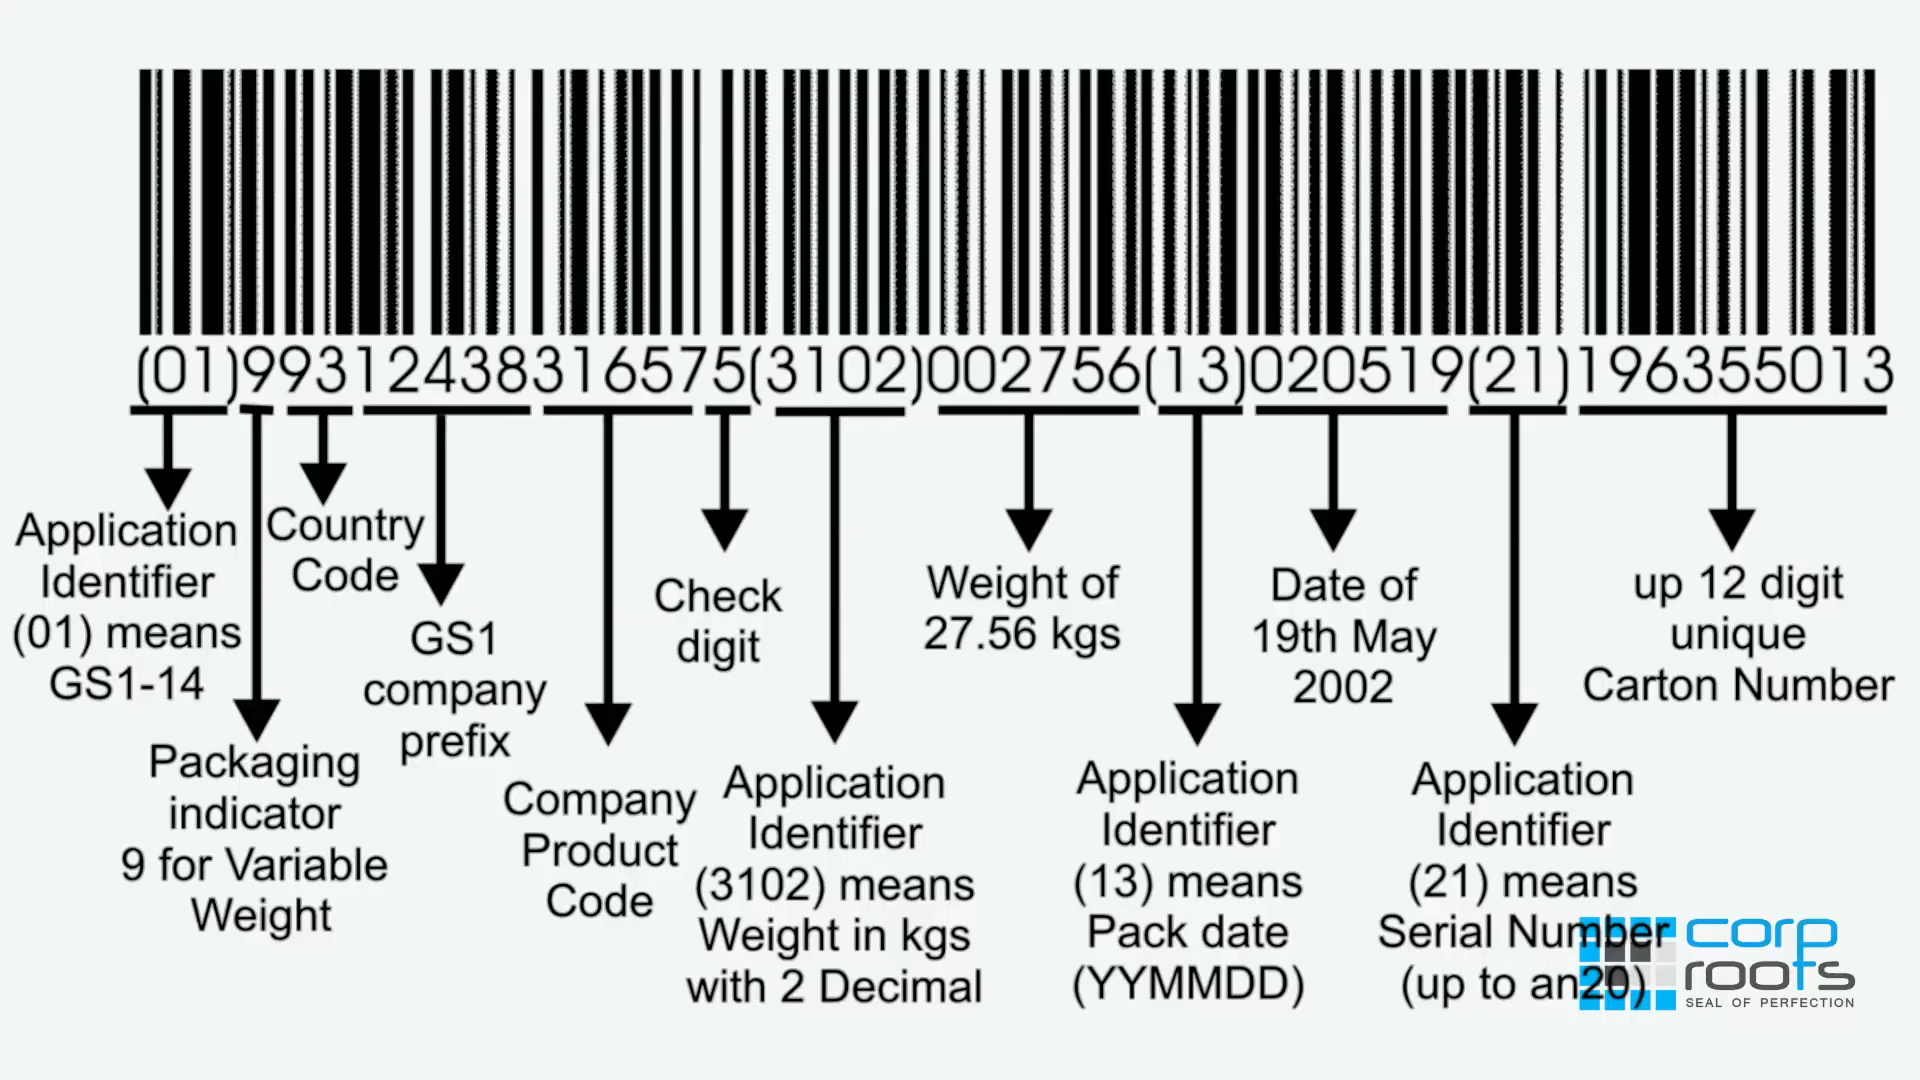 (01)99312438316575(3102)002756(13)020519(21)196355013
Application
Identifier
(01) means
GS1-14
Packaging
indicator
9 for Variable
Weight
Country
Code
GS1
company
prefix
Company
Product
Code
Check
digit
Application
Identifier
(3102) means
Weight in kgs
with 2 Decimal
Weight of
27.56 kgs
Application
Identifier
(13) means
Pack date
(YYMMDD)
Date of
19th May
2002
Application
Identifier
(21) means
Serial Number
(up to an20)
up 12 digit
unique
Carton Number
corp
roofs
SEAL OF PERFECTION